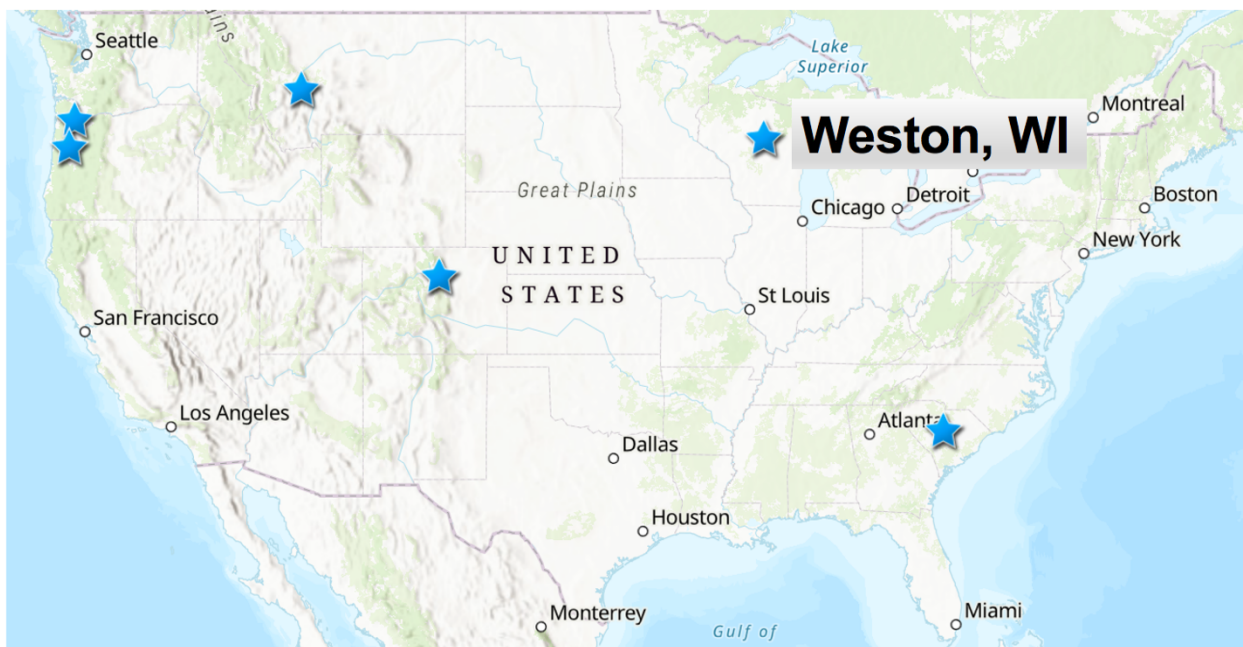 Seattle
Lake
Superior
Montreal
Weston, WI
Great Plains
Chicago
Detroit
Boston
New York
UNITED
STATES
St Louis
San Francisco
Los Angeles
Atlanta
Dallas
Houston
Monterrey
Miami
Gulf of